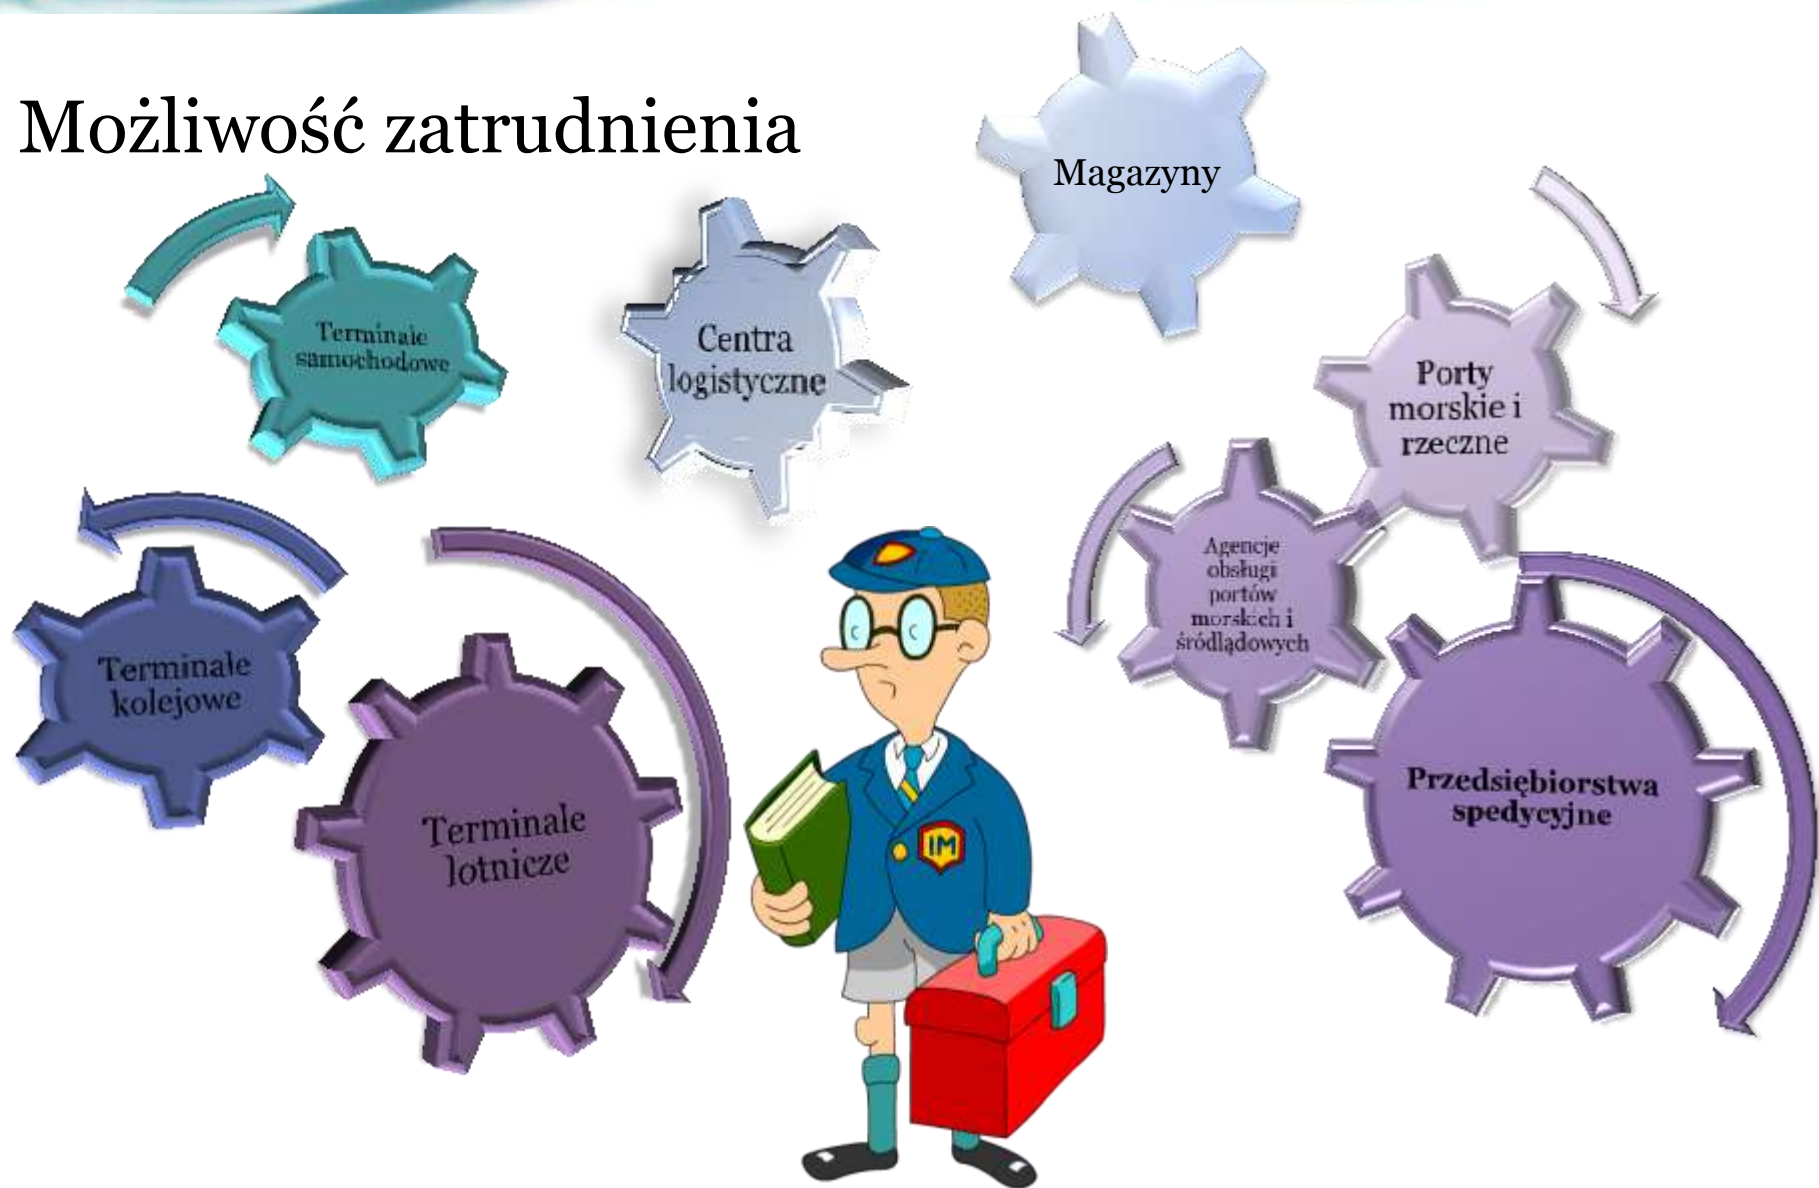 Możliwość zatrudnienia
Magazyny
Terminale
samochodowe
Centra
logistyczne
Porty
morskie i
rzeczne
Agencje
obsługi
portów
morskich i
śródlądowych
Terminale
kolejowe
Terminale
lotnicze
Przedsiębiorstwa
spedycyjne
IM